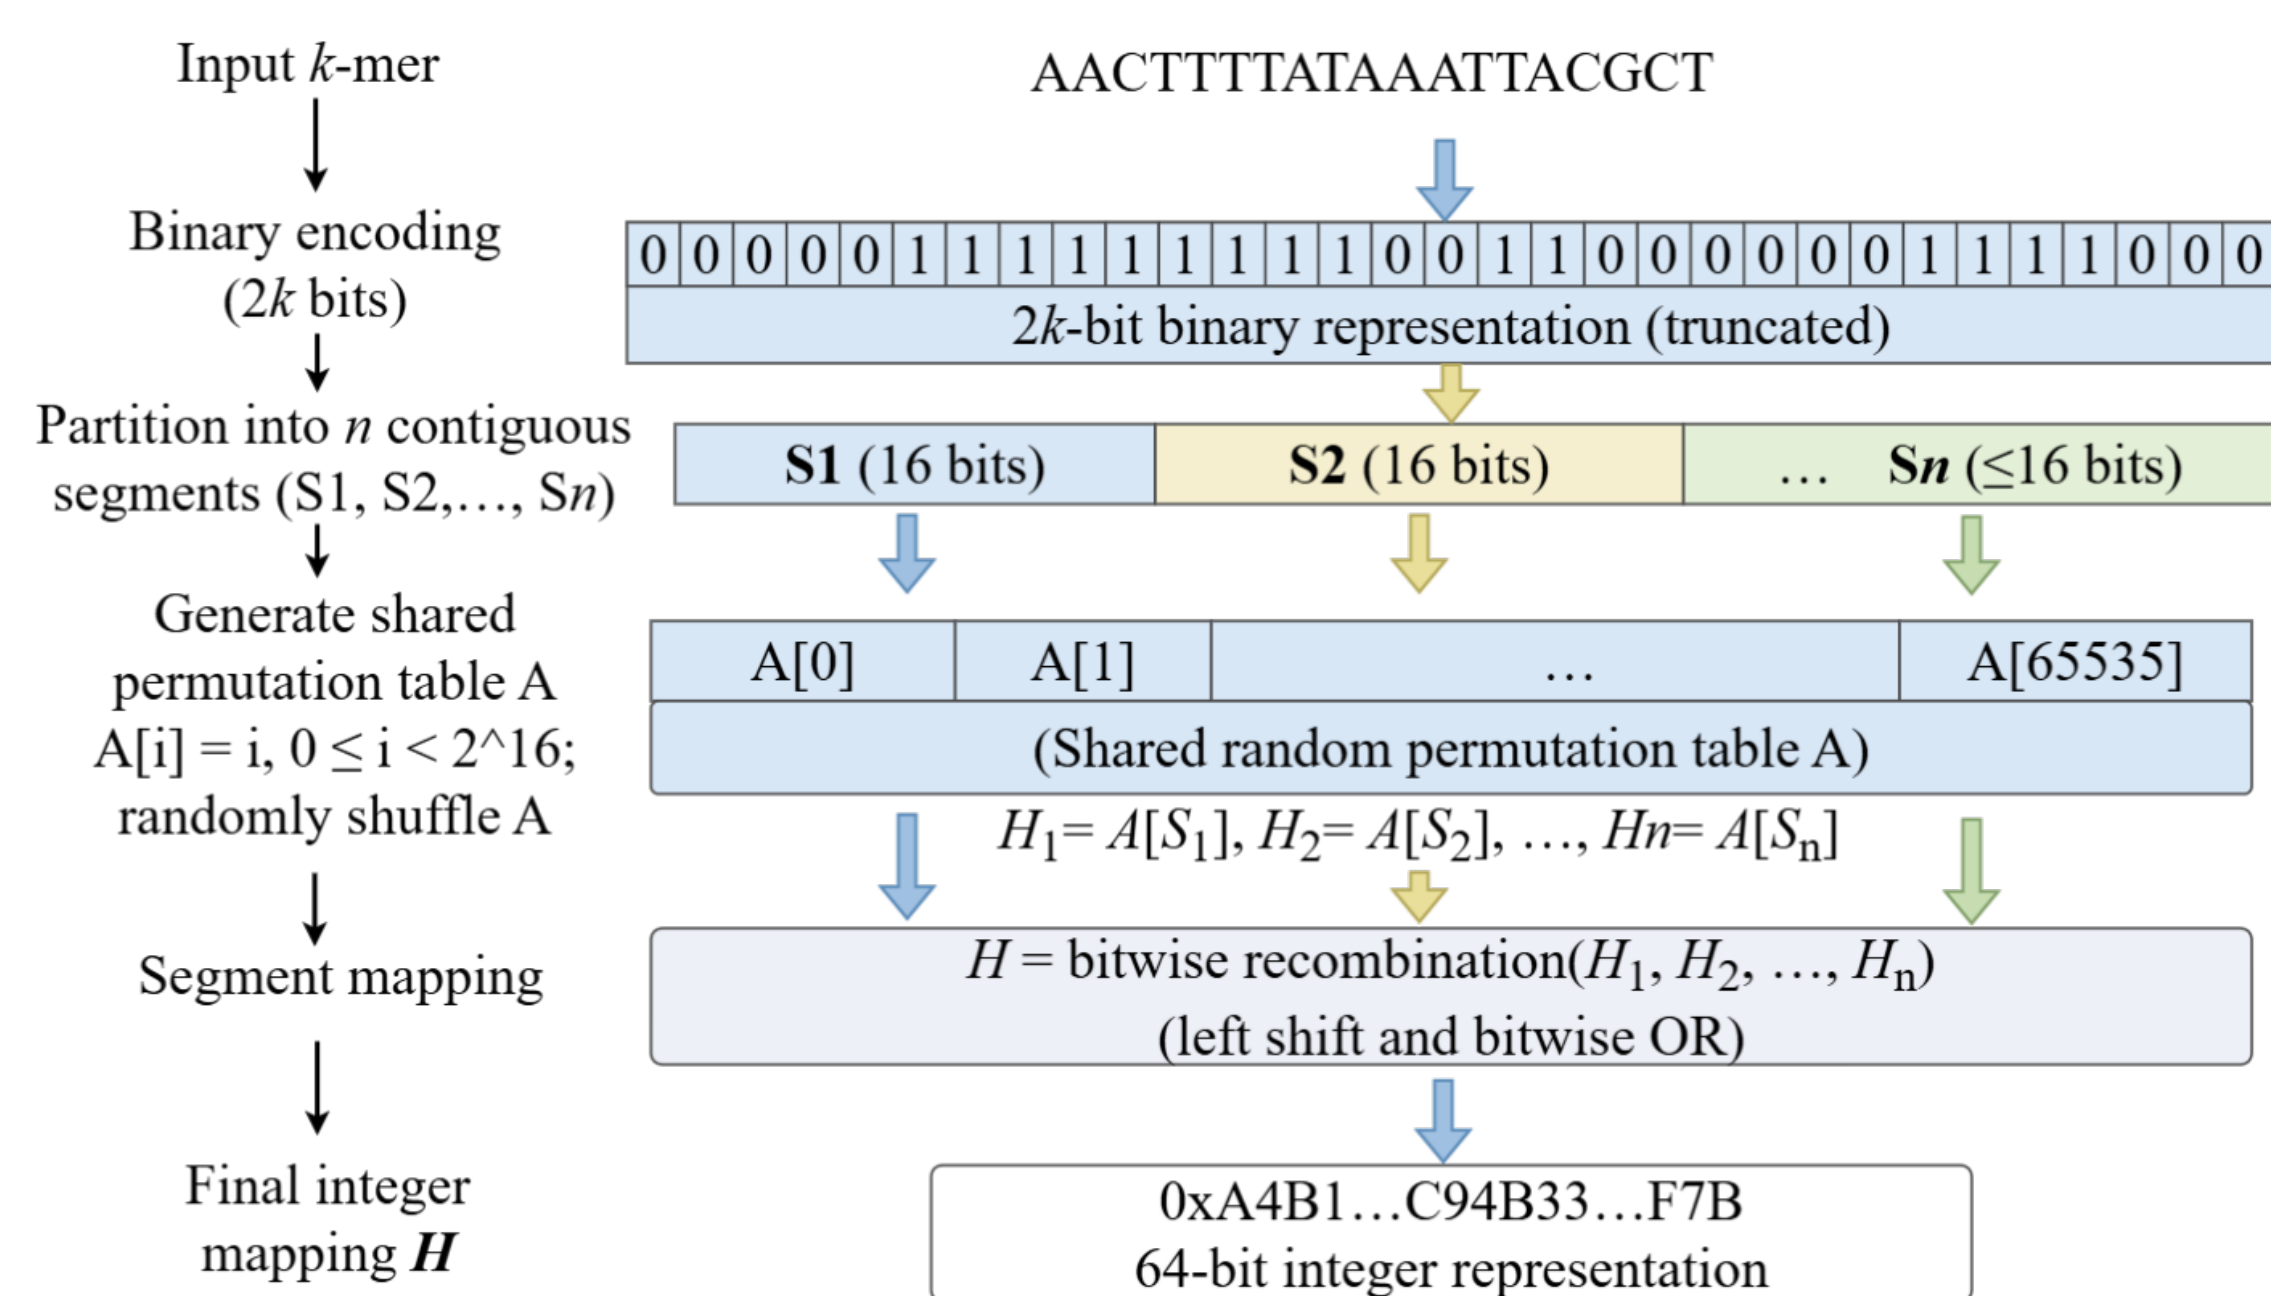 Input k-mer
AACTTTTATAAATTACGCT
Binary encoding
(2k bits)
0 0 0 0 0 1 1 1 1 1 1 1 1 1 0 0 1 1 0 0 0 0 0 0 1 1 1 1 0 0 0
2k-bit binary representation (truncated)
Partition into n contiguous
segments (S1, S2,…, Sn)
S1 (16 bits)
S2 (16 bits)
… Sn (≤16 bits)
Generate shared
permutation table A
A[i] = i, 0 ≤ i < 2^16;
randomly shuffle A
A[0]
A[1]
…
A[65535]
(Shared random permutation table A)
H₁= A[S₁], H₂= A[S₂], …, Hn= A[Sₙ]
Segment mapping
H = bitwise recombination(H₁, H₂, …, Hₙ)
(left shift and bitwise OR)
Final integer
mapping H
0xA4B1…C94B33…F7B
64-bit integer representation